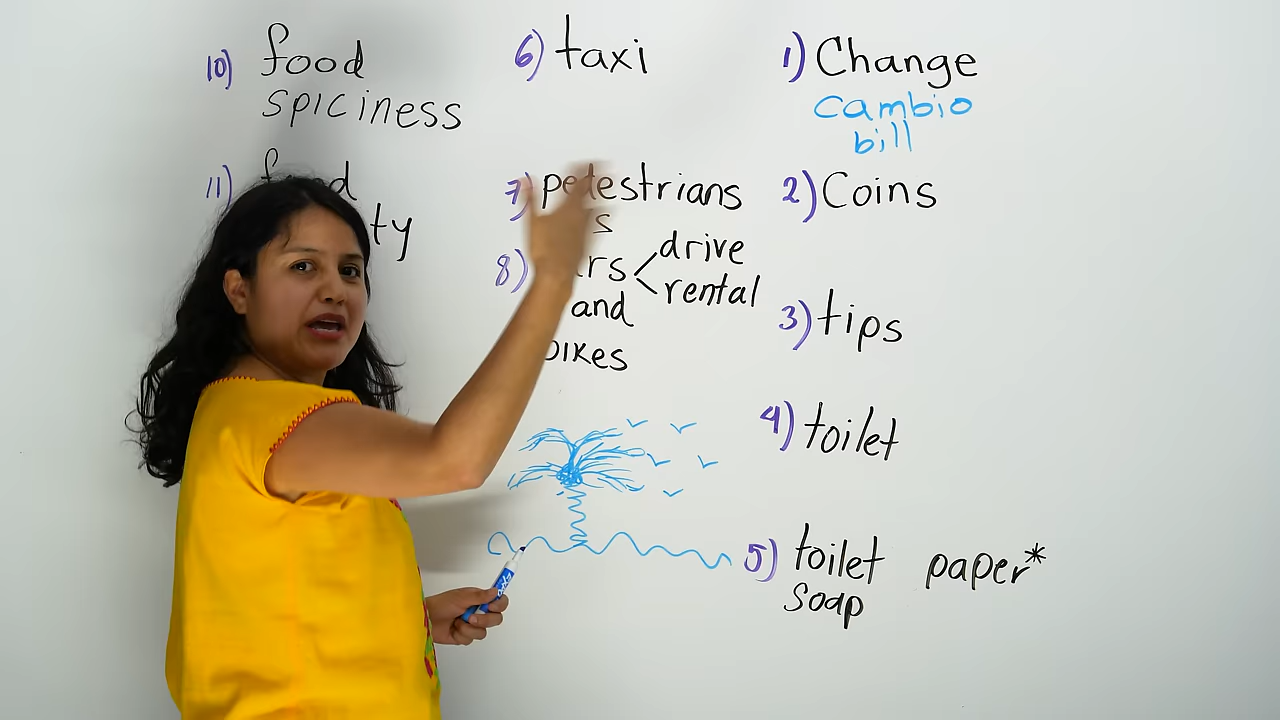 1) Change
cambio
bill
2) Coins
3) tips
4) toilet
5) toilet paper*
soap
6) taxi
7) pedestrians
8)
drive
rental
and
10) food
spiciness
11)